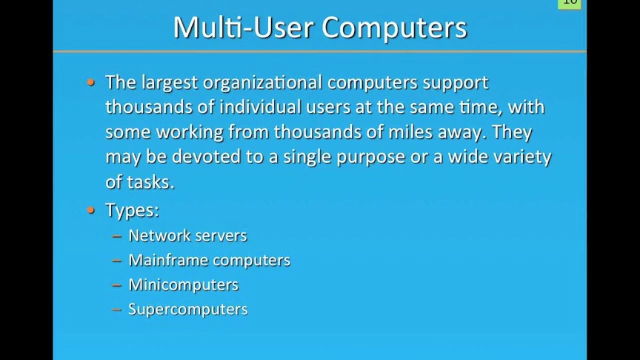 16
Multi-User Computers
• The largest organizational computers support
thousands of individual users at the same time, with
some working from thousands of miles away. They
may be devoted to a single purpose or a wide variety
of tasks.
• Types:
– Network servers
– Mainframe computers
– Minicomputers
– Supercomputers